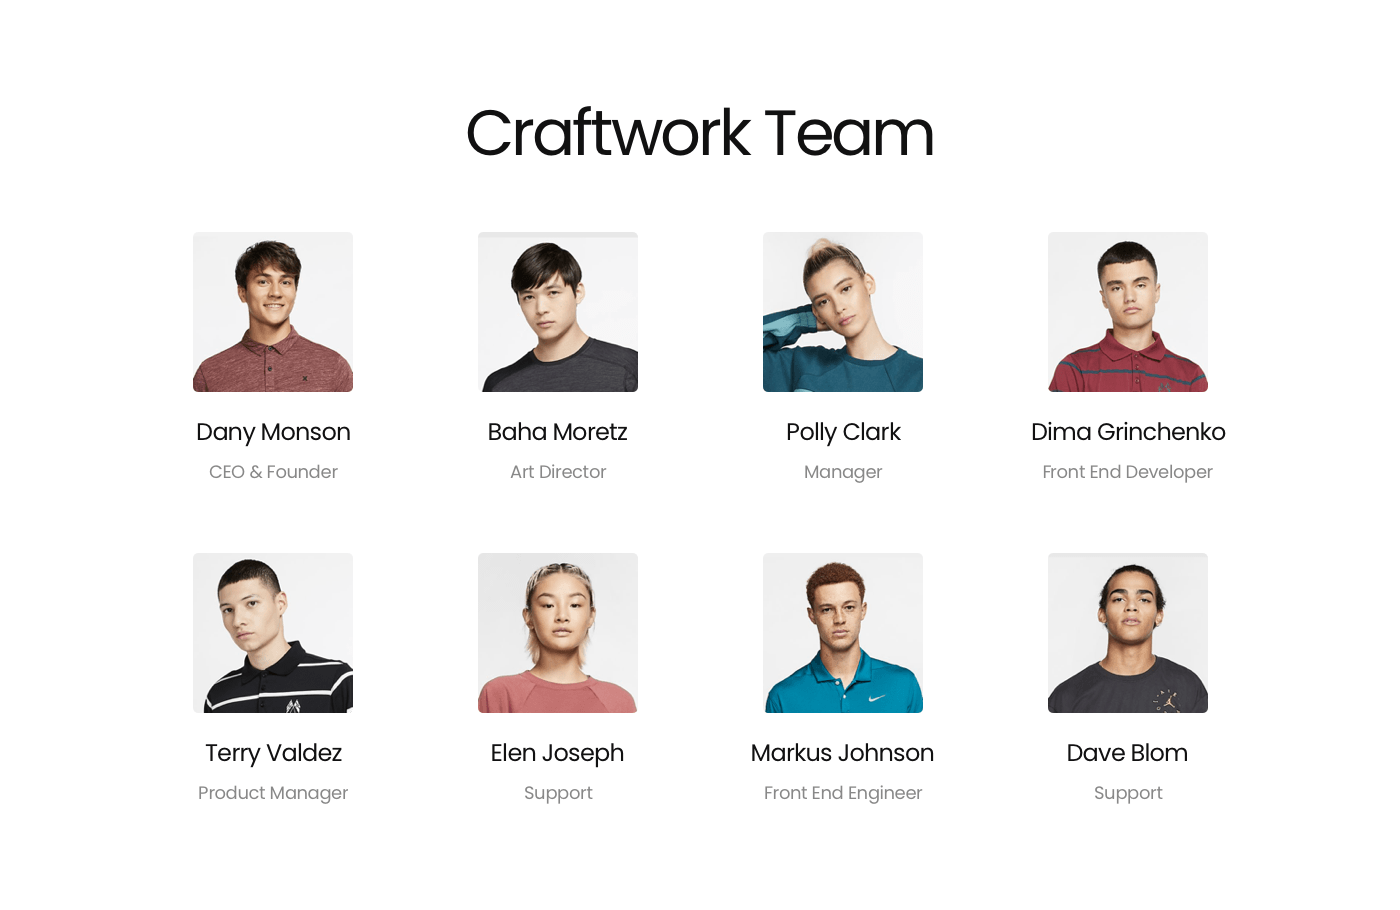 Craftwork Team
Dany Monson
CEO & Founder
Baha Moretz
Art Director
Polly Clark
Manager
Dima Grinchenko
Front End Developer
Terry Valdez
Product Manager
Elen Joseph
Support
Markus Johnson
Front End Engineer
Dave Blom
Support